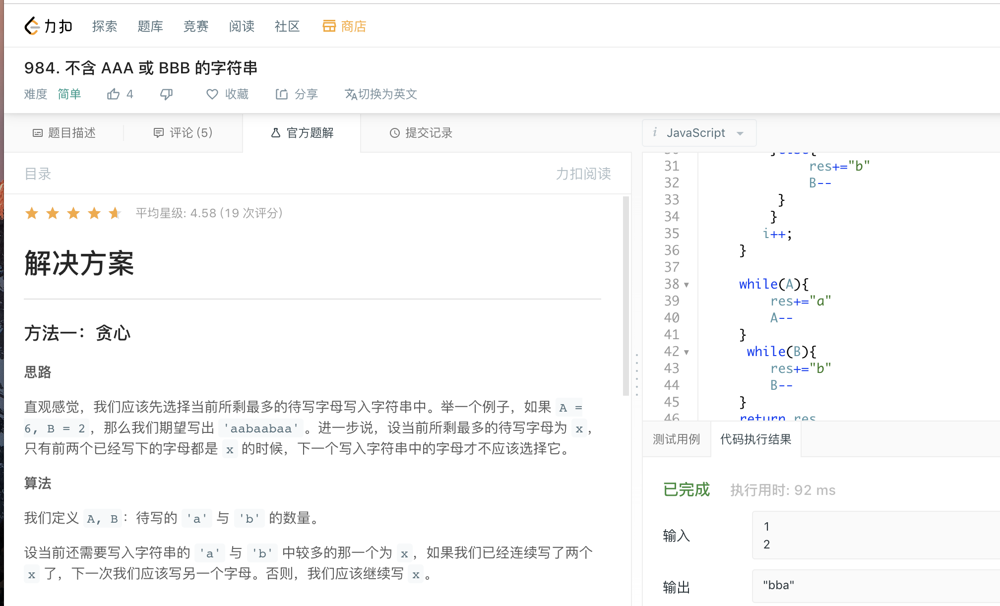 力扣 探索 题库 竞赛 阅读 社区 商店
984. 不含 AAA 或 BBB 的字符串
难度 简单 4 收藏 分享 切换为英文
题目描述 评论 (5) 官方题解 提交记录
目录 力扣阅读
平均星级: 4.58 (19 次评分)
解决方案
方法一：贪心
思路
直观感觉，我们应该先选择当前所剩最多的待写字母写入字符串中。举一个例子，如果 A =
6, B = 2，那么我们期望写出 'aabaabaa'。进一步说，设当前所剩最多的待写字母为 x，
只有前两个已经写下的字母都是 x 的时候，下一个写入字符串中的字母才不应该选择它。
算法
我们定义 A, B：待写的 'a' 与 'b' 的数量。
设当前还需要写入字符串的 'a' 与 'b' 中较多的那一个为 x，如果我们已经连续写了两个
x 了，下一次我们应该写另一个字母。否则，我们应该继续写 x。
i JavaScript
30 }else{
31 res+="b"
32 B--
33 }
34 }
35 i++;
36 }
37
38 while(A){
39 res+="a"
40 A--
41 }
42 while(B){
43 res+="b"
44 B--
45 }
46 return res
测试用例 代码执行结果
已完成 执行用时: 92 ms
输入
1
2
输出
"bba"